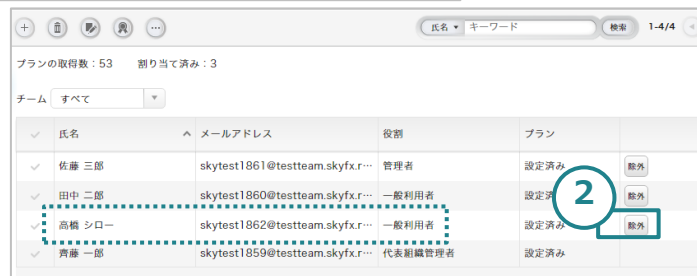 氏名 キーワード 検索 1-4/4
プランの取得数：53 割り当て済み：3
チーム すべて
氏名 メールアドレス 役割 プラン
佐藤 三郎 skytest1861@testteam.skyfx.r… 管理者 設定済み 除外
田中 二郎 skytest1860@testteam.skyfx.r… 一般利用者 設定済 除外
2
高橋 シロー skytest1862@testteam.skyfx.r… 一般利用者 設定済み 除外
齊藤 一郎 skytest1859@testteam.skyfx.r… 代表組織管理者 設定済み